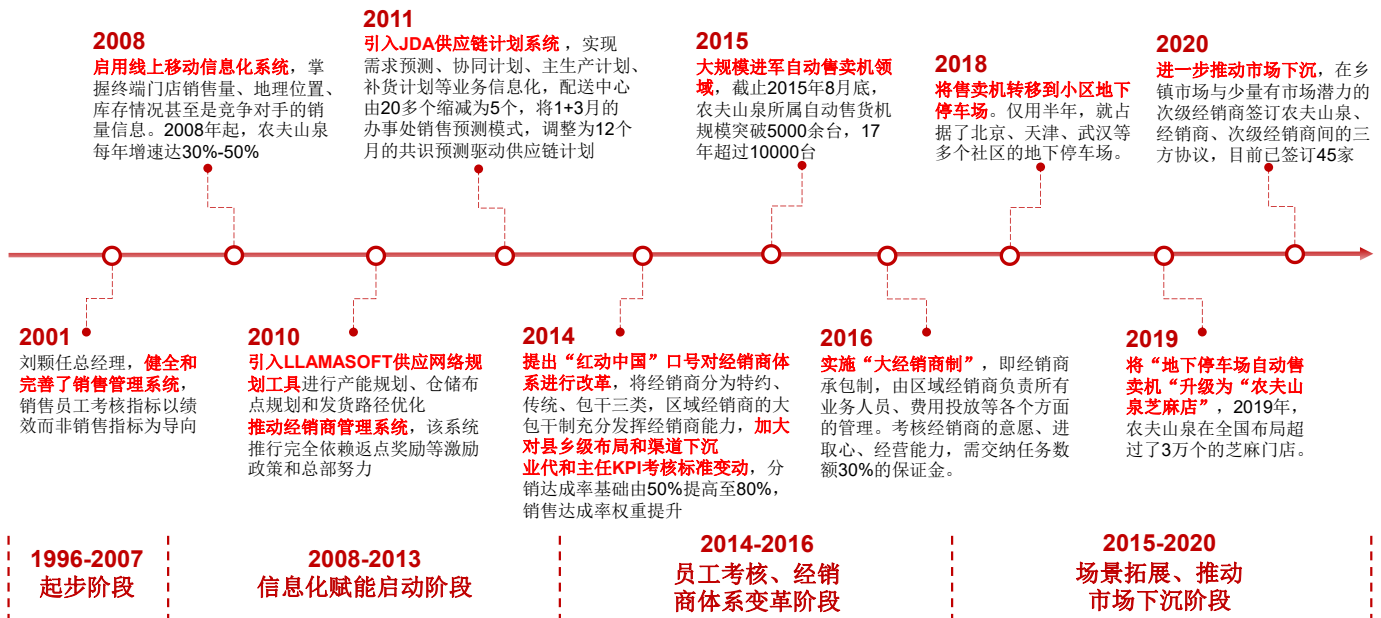 2008
启用线上移动信息化系统，掌
握终端门店销售量、地理位置、
库存情况甚至是竞争对手的销
量信息。2008年起，农夫山泉
每年增速达30%-50%
2011
引入JDA供应链计划系统，实现
需求预测、协同计划、主生产计划、
补货计划等业务信息化，配送中心
由20多个缩减为5个，将1+3月的
办事处销售预测模式，调整为12个
月的共识预测驱动供应链计划
2015
大规模进军自动售卖机领
域，截止2015年8月底，
农夫山泉所属自动售货机
规模突破5000余台，17
年超过10000台
2018
将售卖机转移到小区地下
停车场。仅用半年，就占
据了北京、天津、武汉等
多个社区的地下停车场。
2020
进一步推动市场下沉，在乡
镇市场与少量有市场潜力的
次级经销商签订农夫山泉、
经销商、次级经销商间的三
方协议，目前已签订45家
2001
刘颖任总经理，健全和
完善了销售管理系统，
销售员工考核指标以绩
效而非销售指标为导向
2010
引入LLAMASOFT供应网络规
划工具进行产能规划、仓储布
点规划和发货路径优化
推动经销商管理系统，该系统
推行完全依赖返点奖励等激励
政策和总部努力
2014
提出“红动中国”口号对经销商体
系进行改革，将经销商分为特约、
传统、包干三类，区域经销商的大
包干制充分发挥经销商能力，加大
对县乡级布局和渠道下沉
业代和主任KPI考核标准变动，分
销达成率基础由50%提高至80%，
销售达成率权重提升
2016
实施“大经销商制”，即经销商
承包制，由区域经销商负责所有
业务人员、费用投放等各个方面
的管理。考核经销商的意愿、进
取心、经营能力，需交纳任务数
额30%的保证金。
2019
将“地下停车场自动售
卖机“升级为“农夫山
泉芝麻店”，2019年，
农夫山泉在全国布局超
过了3万个的芝麻门店。
1996-2007
起步阶段
2008-2013
信息化赋能启动阶段
2014-2016
员工考核、经销
商体系变革阶段
2015-2020
场景拓展、推动
市场下沉阶段